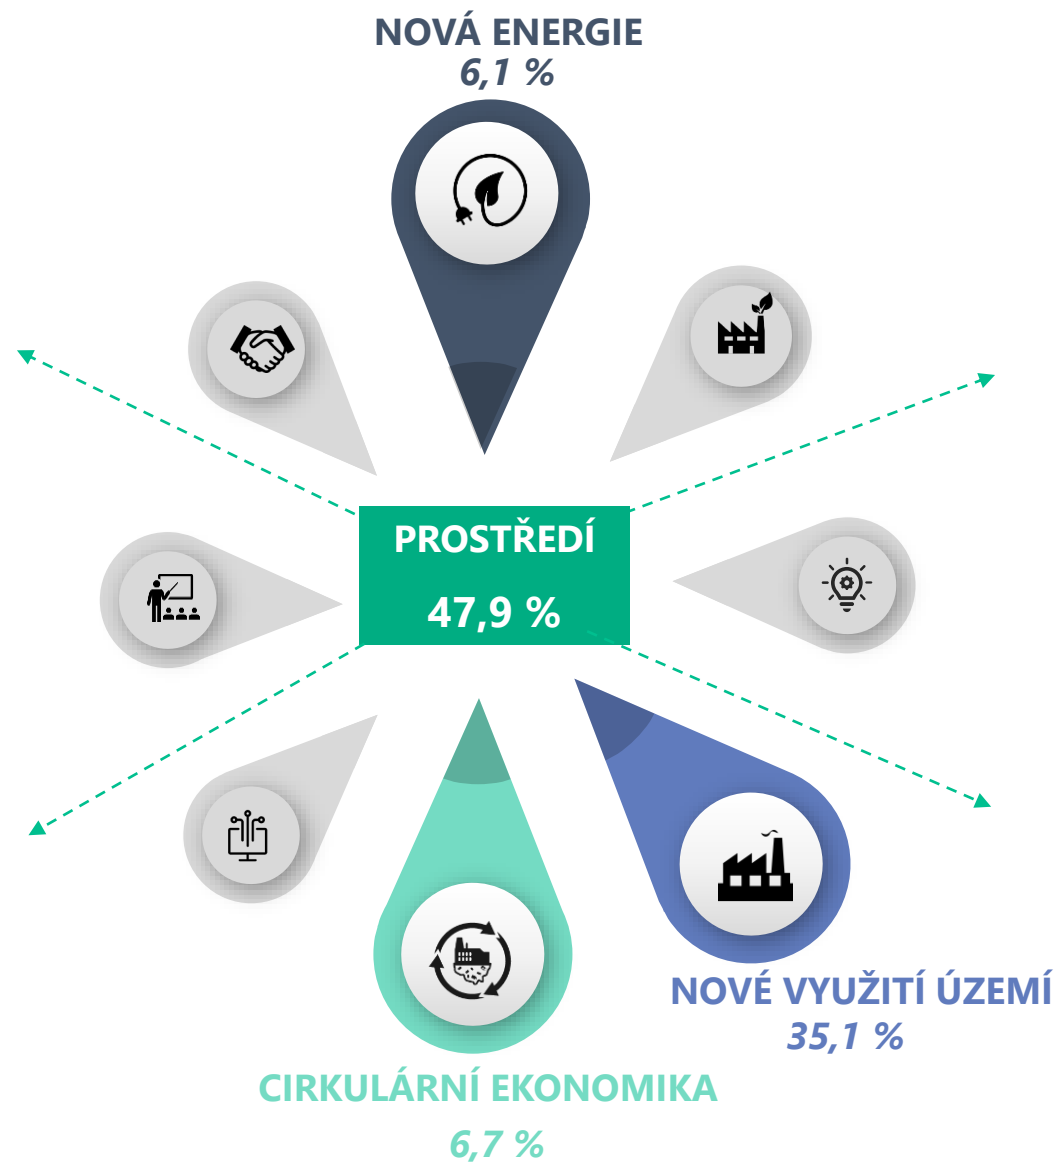 NOVÁ ENERGIE
6,1 %
PROSTŘEDÍ
47,9 %
NOVÉ VYUŽITÍ ÚZEMÍ
35,1 %
CIRKULÁRNÍ EKONOMIKA
6,7 %